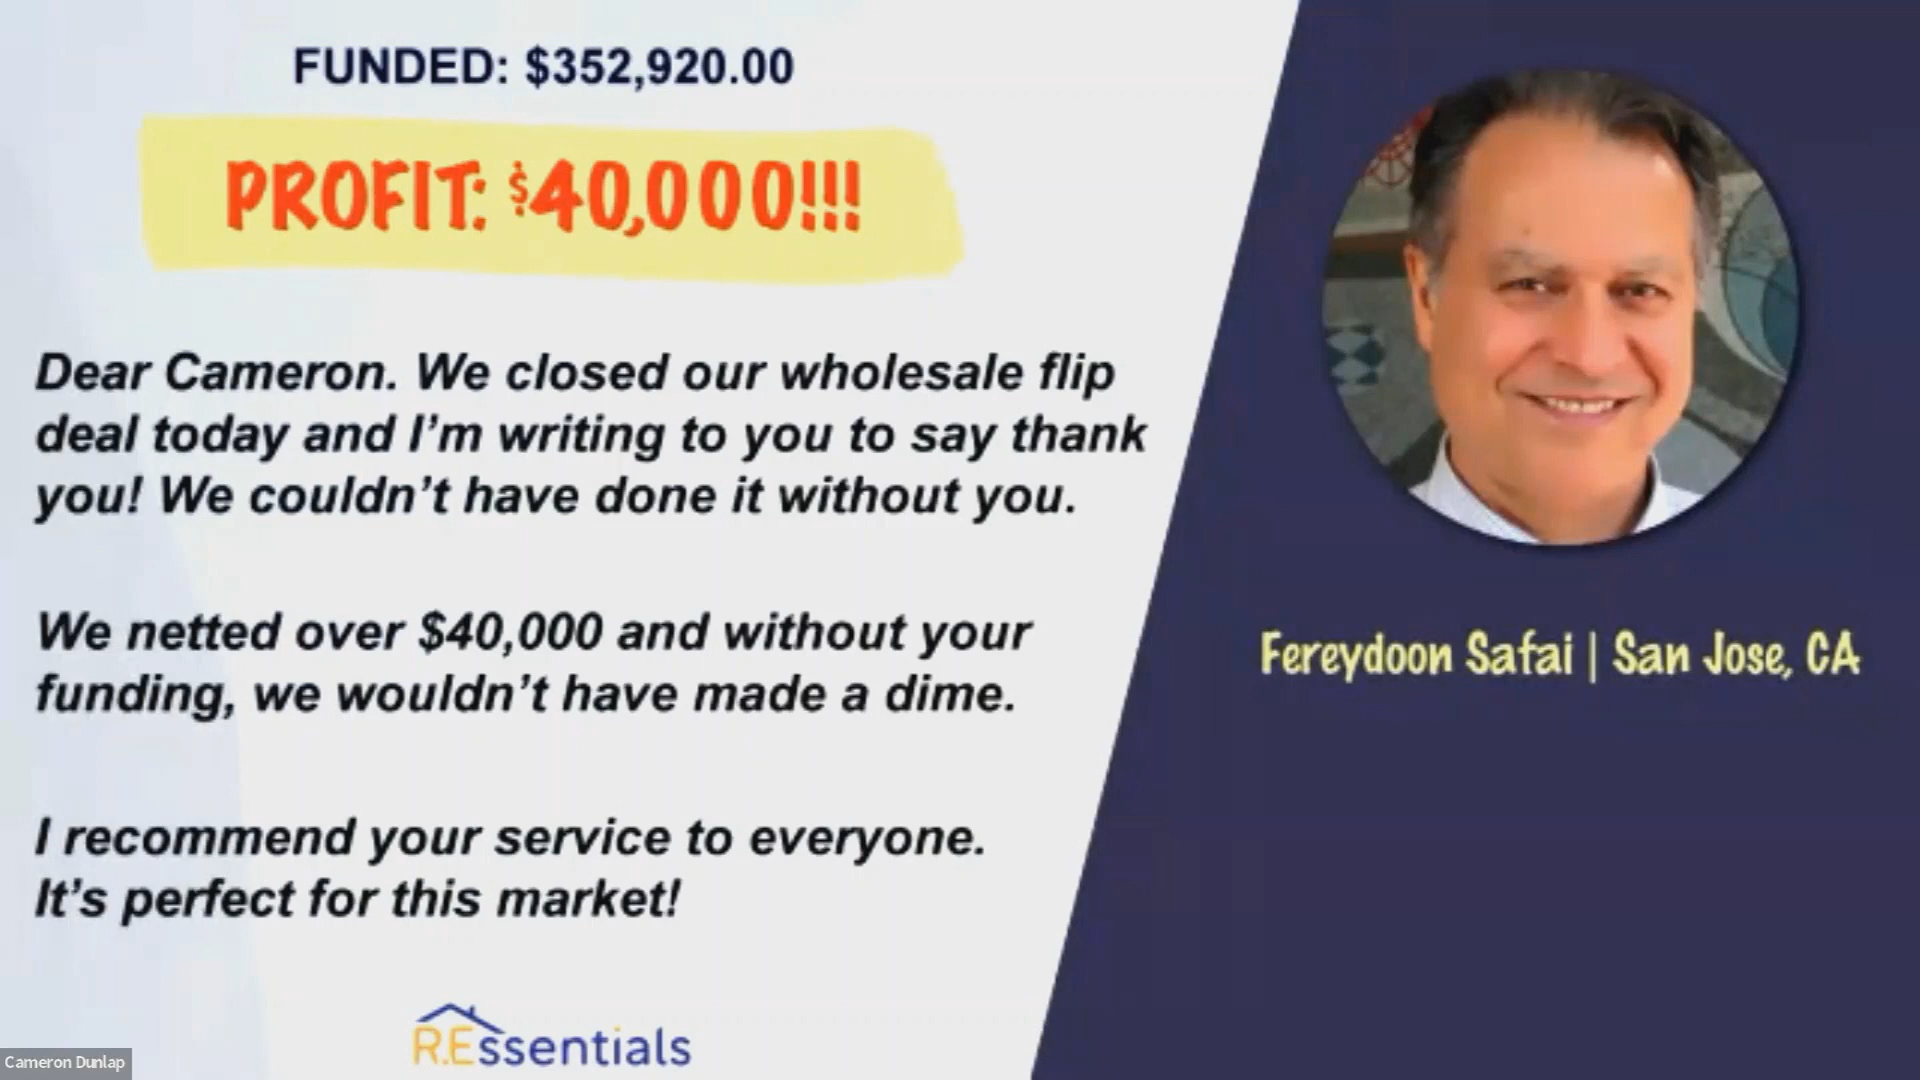 FUNDED: $352,920.00
PROFIT: $40,000!!!
Dear Cameron. We closed our wholesale flip
deal today and I’m writing to you to say thank
you! We couldn’t have done it without you.
We netted over $40,000 and without your
funding, we wouldn’t have made a dime.
I recommend your service to everyone.
It’s perfect for this market!
Fereydoon Safai | San Jose, CA
R.Essentials
Cameron Dunlap